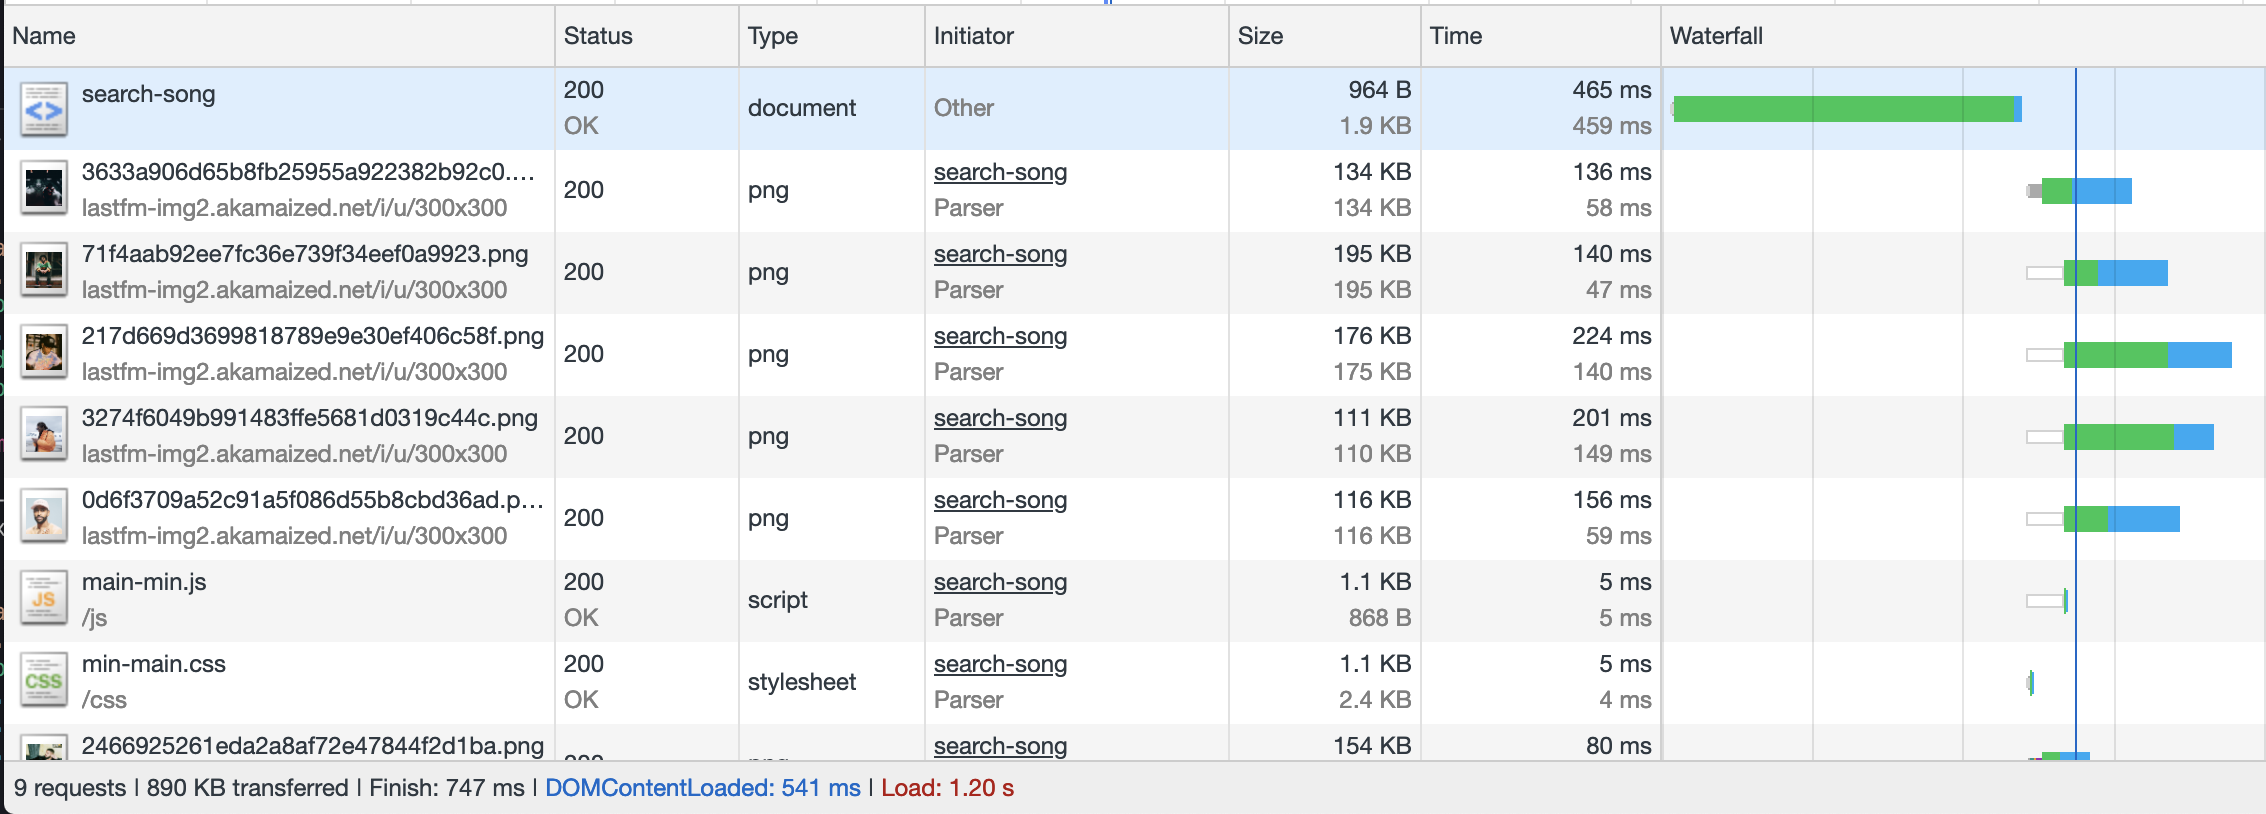 Name Status Type Initiator Size Time Waterfall
search-song 200 OK document Other 964 B 1.9 KB 465 ms 459 ms
3633a906d65b8fb25955a922382b92c0.… lastfm-img2.akamaized.net/i/u/300x300 200 png search-song Parser 134 KB 134 KB 136 ms 58 ms
71f4aab92ee7fc36e739f34eef0a9923.png lastfm-img2.akamaized.net/i/u/300x300 200 png search-song Parser 195 KB 195 KB 140 ms 47 ms
217d669d3699818789e9e30ef406c58f.png lastfm-img2.akamaized.net/i/u/300x300 200 png search-song Parser 176 KB 175 KB 224 ms 140 ms
3274f6049b991483ffe5681d0319c44c.png lastfm-img2.akamaized.net/i/u/300x300 200 png search-song Parser 111 KB 110 KB 201 ms 149 ms
0d6f3709a52c91a5f086d55b8cbd36ad.p… lastfm-img2.akamaized.net/i/u/300x300 200 png search-song Parser 116 KB 116 KB 156 ms 59 ms
JS main-min.js /js 200 OK script search-song Parser 1.1 KB 868 B 5 ms 5 ms
CSS min-main.css /css 200 OK stylesheet search-song Parser 1.1 KB 2.4 KB 5 ms 4 ms
2466925261eda2a8af72e47844f2d1ba.png search-song 154 KB 80 ms
9 requests | 890 KB transferred | Finish: 747 ms | DOMContentLoaded: 541 ms | Load: 1.20 s